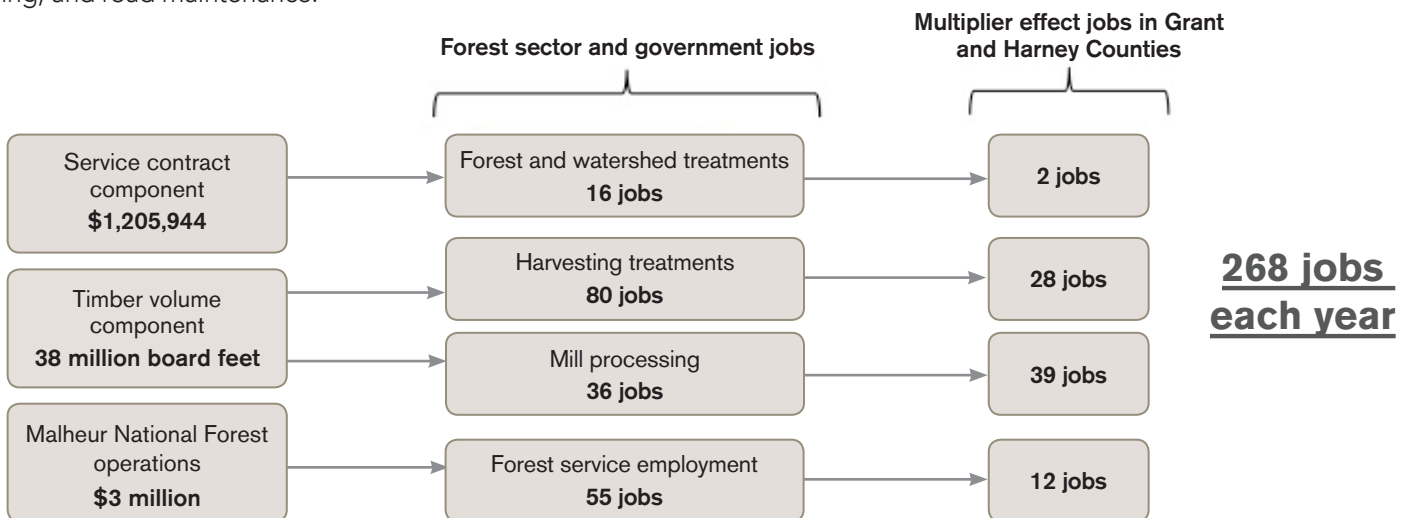 ing, and road maintenance.
Forest sector and government jobs
Multiplier effect jobs in Grant
and Harney Counties
Service contract
component
$1,205,944
Forest and watershed treatments
16 jobs
2 jobs
Timber volume
component
38 million board feet
Harvesting treatments
80 jobs
28 jobs
Mill processing
36 jobs
39 jobs
Malheur National Forest
operations
$3 million
Forest service employment
55 jobs
12 jobs
268 jobs
each year